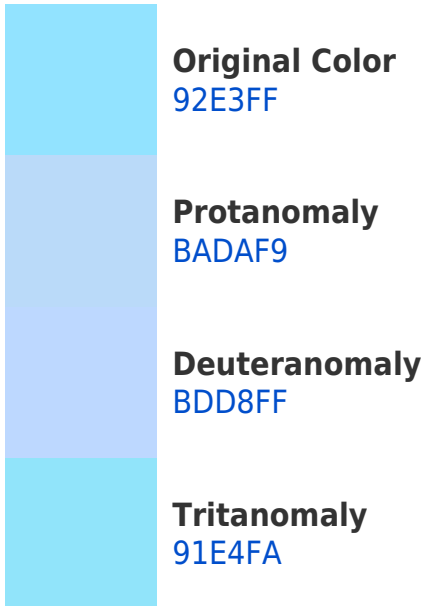 Original Color
92E3FF
Protanomaly
BADAF9
Deuteranomaly
BDD8FF
Tritanomaly
91E4FA